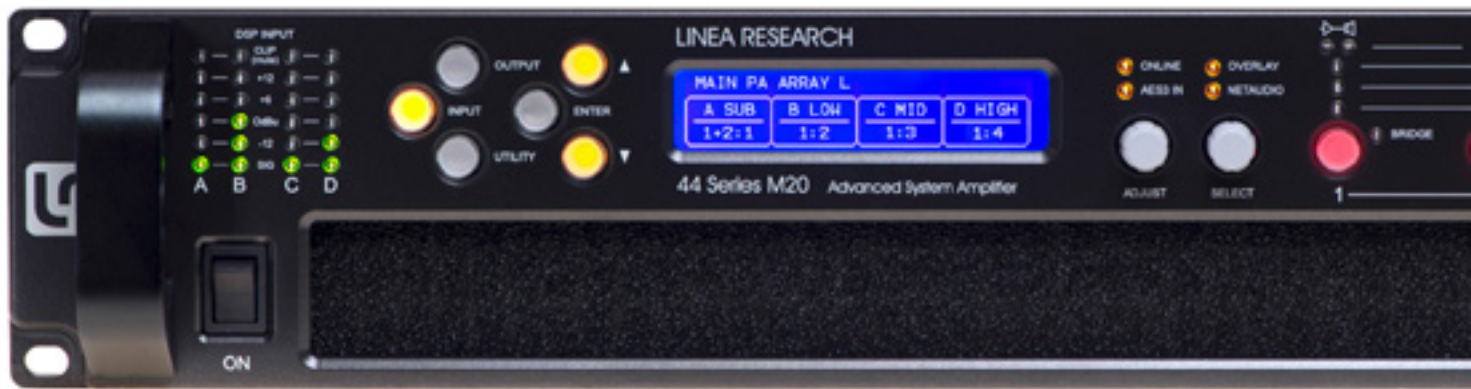 DSP INPUT
CLIP
(mute)
+12
+6
0dBu
-12
SIG
A B C D
OUTPUT
INPUT
ENTER
UTILITY
LINEA RESEARCH
MAIN PA ARRAY L
A SUB B LOW C MID D HIGH
1+2:1 1:2 1:3 1:4
44 Series M20 Advanced System Amplifier
ONLINE OVERLAY
AES3 IN NETAUDIO
ADJUST SELECT
BRIDGE
1
ON